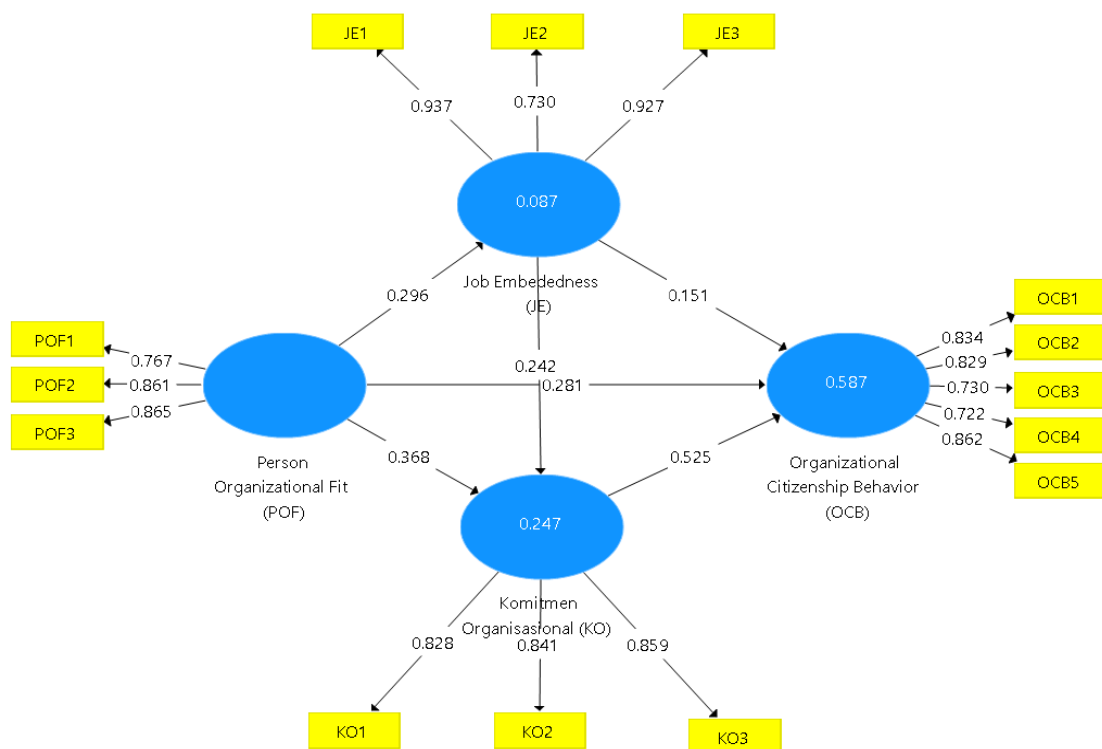 JE1
JE2
JE3
0.937
0.730
0.927
0.087
Job Embededness
(JE)
0.296
0.151
POF1
POF2
POF3
0.767
0.861
0.865
0.242
0.281
OCB1
OCB2
OCB3
OCB4
OCB5
0.834
0.829
0.730
0.722
0.862
0.587
Person
Organizational Fit
(POF)
0.368
0.525
Organizational
Citizenship Behavior
(OCB)
0.247
Komitmen
Organisasional (KO)
0.828
0.841
0.859
KO1
KO2
KO3